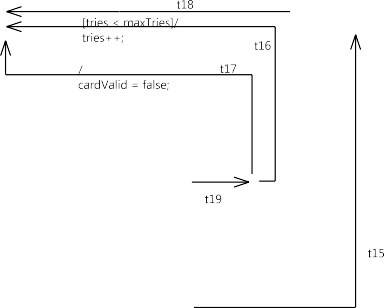 t18
[tries < maxTries]/
tries++;
t16
t17
/
cardValid = false;
t19
t15